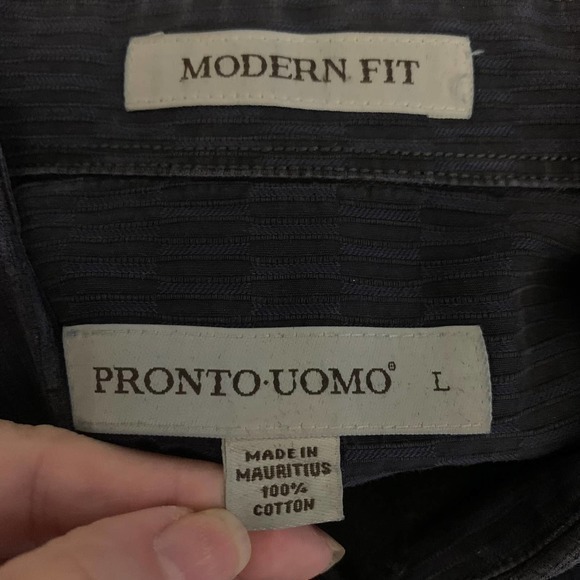 MODERN FIT
PRONTO·UOMO® L
MADE IN
MAURITIUS
100%
COTTON